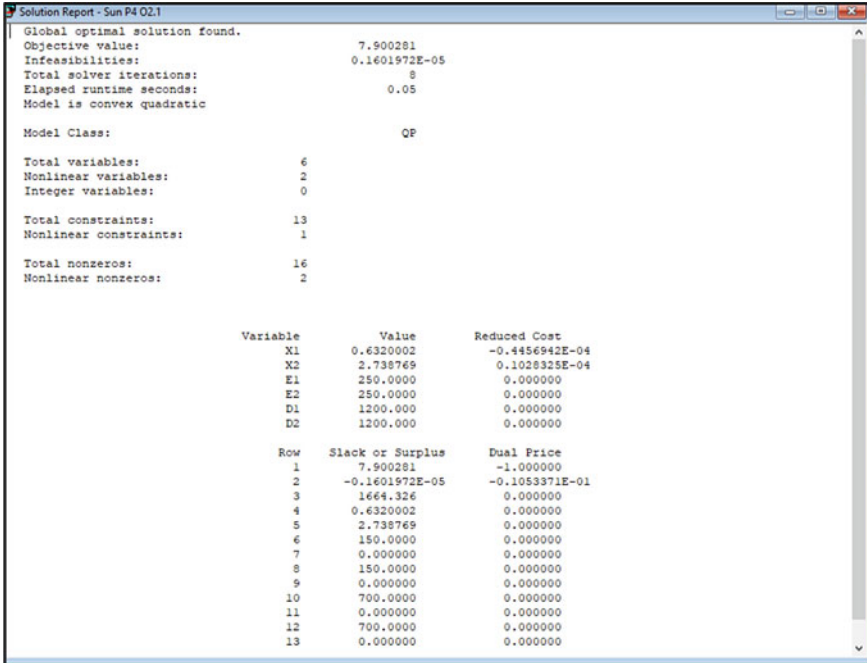 Solution Report - Sun P4 O2.1
Global optimal solution found.
Objective value: 7.900281
Infeasibilities: 0.1601972E-05
Total solver iterations: 8
Elapsed runtime seconds: 0.05
Model is convex quadratic
Model Class: QP
Total variables: 6
Nonlinear variables: 2
Integer variables: 0
Total constraints: 13
Nonlinear constraints: 1
Total nonzeros: 16
Nonlinear nonzeros: 2
Variable Value Reduced Cost
X1 0.6320002 -0.4456942E-04
X2 2.738769 0.1028325E-04
E1 250.0000 0.000000
E2 250.0000 0.000000
D1 1200.000 0.000000
D2 1200.000 0.000000
Row Slack or Surplus Dual Price
1 7.900281 -1.000000
2 -0.1601972E-05 -0.1053371E-01
3 1664.326 0.000000
4 0.6320002 0.000000
5 2.738769 0.000000
6 150.0000 0.000000
7 0.000000 0.000000
8 150.0000 0.000000
9 0.000000 0.000000
10 700.0000 0.000000
11 0.000000 0.000000
12 700.0000 0.000000
13 0.000000 0.000000